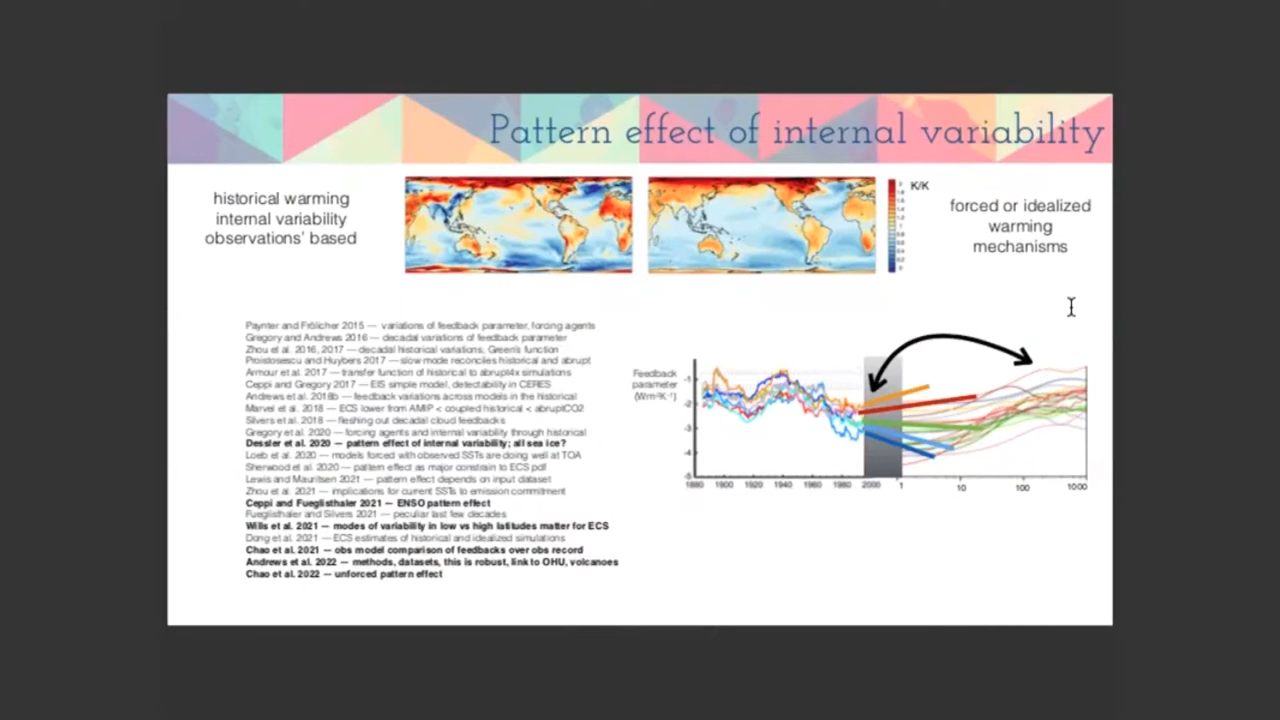 Pattern effect of internal variability
historical warming
internal variability
observations' based
K/K
forced or idealized
warming
mechanisms
Paynter and Frölicher 2015 — variations of feedback parameter, forcing agents
Gregory and Andrews 2016 — decadal variations of feedback parameter
Zhou et al. 2016, 2017 — decadal historical variations, Green's function
Proistosescu and Huybers 2017 — slow mode reconciles historical and abrupt
Armour et al. 2017 — transfer function of historical to abrupt4x simulations
Ceppi and Gregory 2017 — EIS simple model, detectability in CERES
Andrews et al. 2018b — feedback variations across models in the historical
Marvel et al. 2018 — ECS lower from AMIP < coupled historical < abruptCO2
Silvers et al. 2018 — fleshing out decadal cloud feedbacks
Gregory et al. 2020 — forcing agents and internal variability through historical
Dessler et al. 2020 — pattern effect of internal variability; all sea ice?
Loeb et al. 2020 — models forced with observed SSTs are doing well at TOA
Sherwood et al. 2020 — pattern effect as major constrain to ECS pdf
Lewis and Mauritsen 2021 — pattern effect depends on input dataset
Zhou et al. 2021 — implications for current SSTs to emission commitment
Ceppi and Fueglisthaler 2021 — ENSO pattern effect
Fueglisthaler and Silvers 2021 — peculiar last few decades
Wills et al. 2021 — modes of variability in low vs high latitudes matter for ECS
Dong et al. 2021 — ECS estimates of historical and idealized simulations
Chao et al. 2021 — obs model comparison of feedbacks over obs record
Andrews et al. 2022 — methods, datasets, this is robust, link to OHU, volcanoes
Chao et al. 2022 — unforced pattern effect
Feedback
parameter
(Wm⁻²K⁻¹)
-1
-2
-3
-4
-5
1880 1900 1920 1940 1960 1980 2000 1 10 100 1000